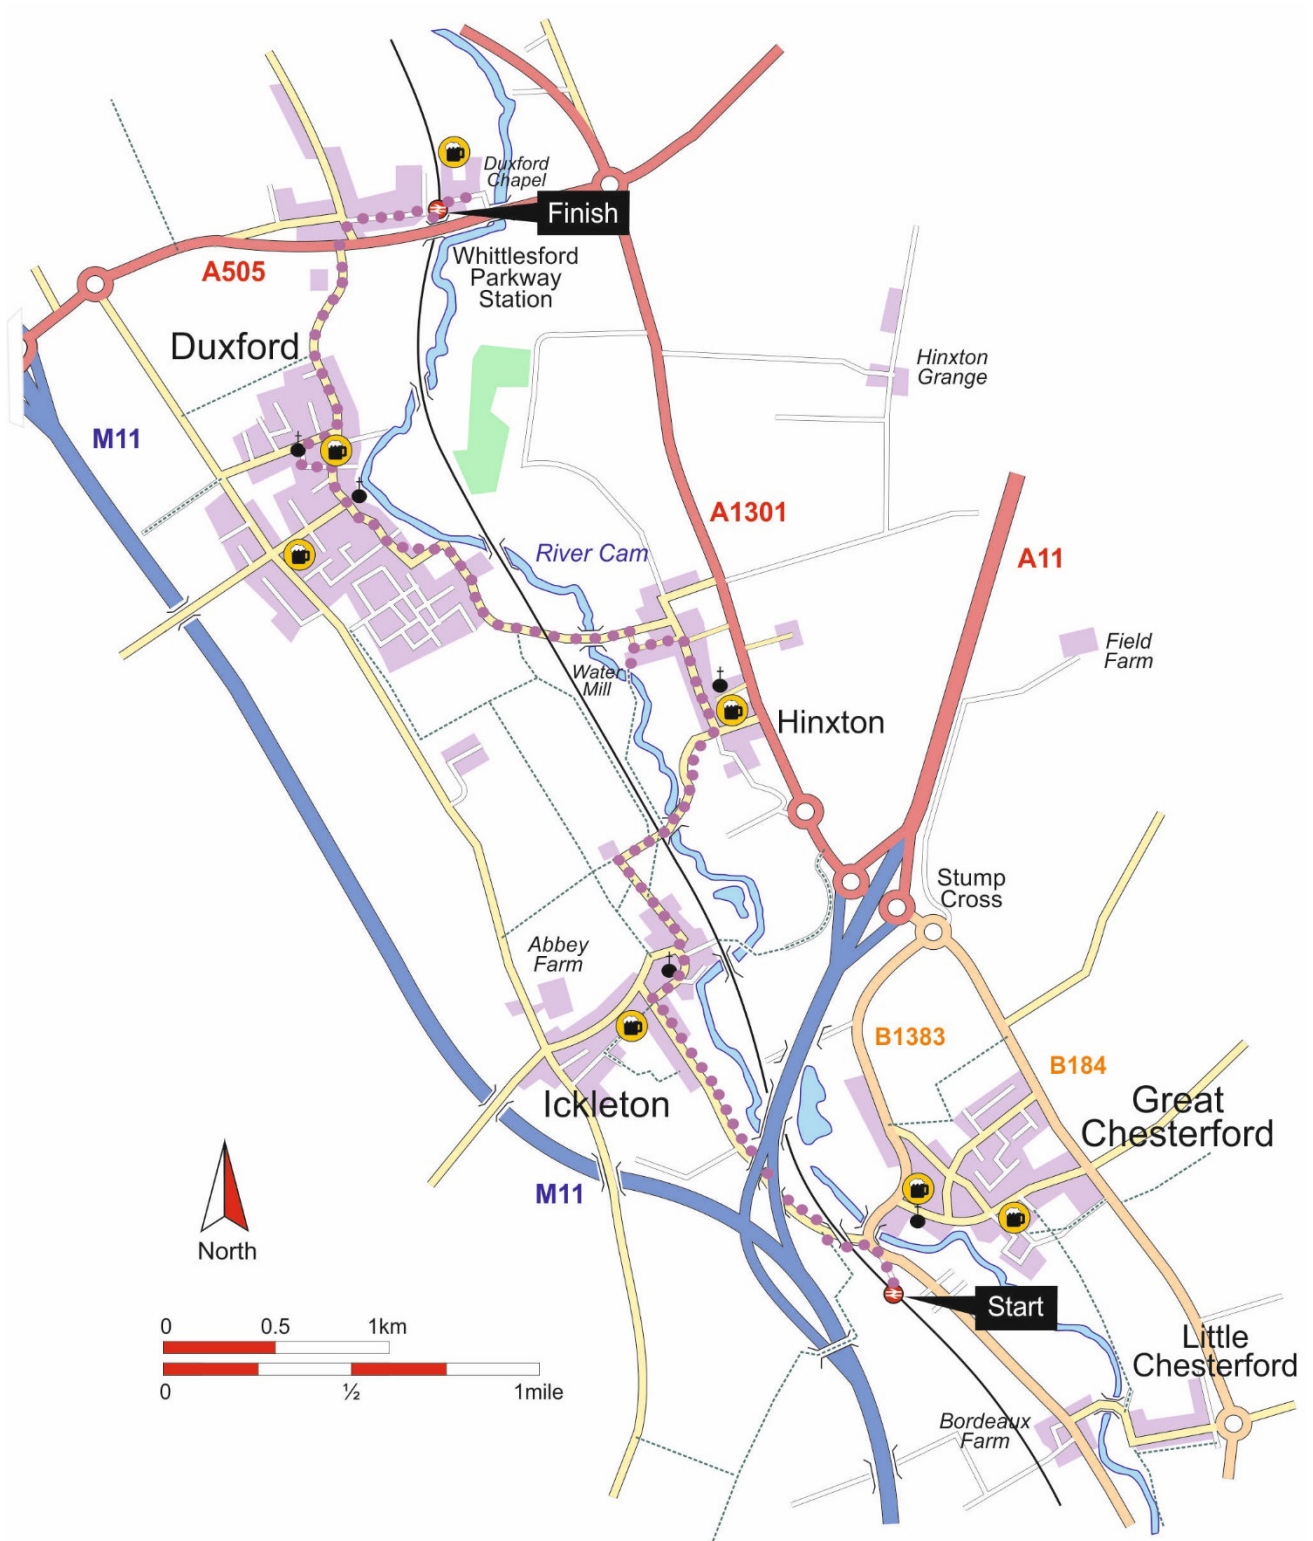 Duxford
Chapel
Finish
Whittlesford
Parkway
Station
A505
Duxford
Hinxton
Grange
M11
A1301
River Cam
A11
Field
Farm
Water
Mill
Hinxton
Stump
Cross
Abbey
Farm
B1383
B184
Ickleton
Great
Chesterford
M11
North
Start
0 0.5 1km
0 ½ 1mile
Little
Chesterford
Bordeaux
Farm